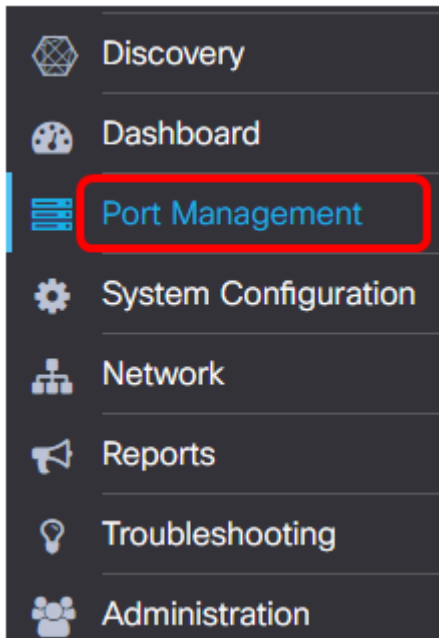 Discovery
Dashboard
Port Management
System Configuration
Network
Reports
Troubleshooting
Administration